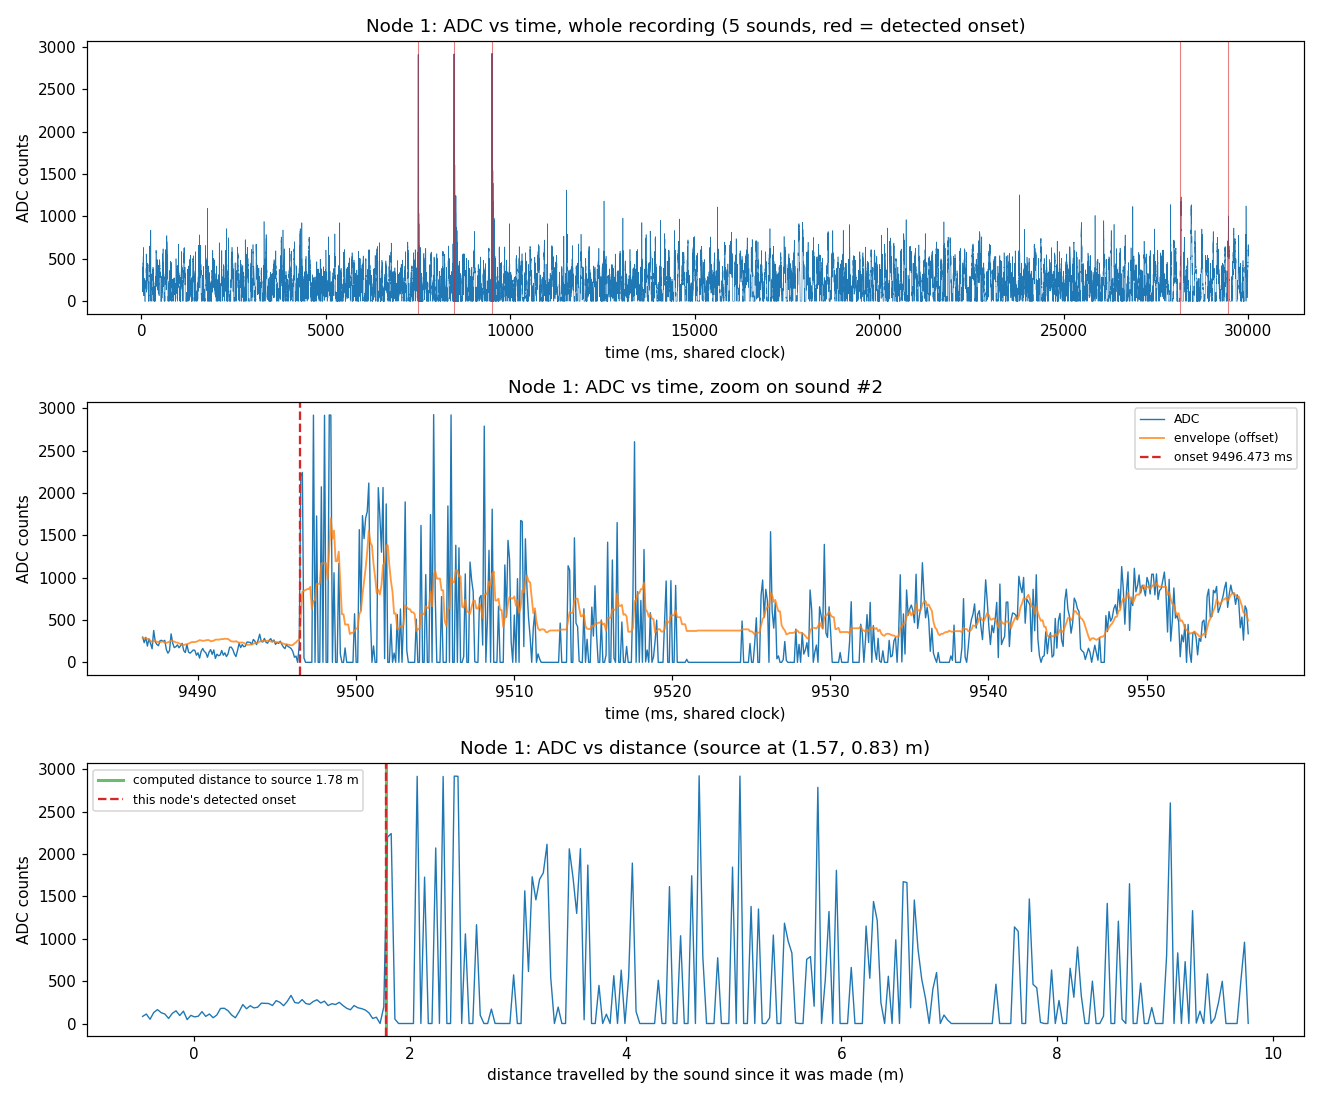 Node 1: ADC vs time, whole recording (5 sounds, red = detected onset)
3000
2500
2000
1500
1000
500
0
ADC counts
0 5000 10000 15000 20000 25000 30000
time (ms, shared clock)
Node 1: ADC vs time, zoom on sound #2
3000
2500
2000
1500
1000
500
0
ADC counts
ADC
envelope (offset)
onset 9496.473 ms
9490 9500 9510 9520 9530 9540 9550
time (ms, shared clock)
Node 1: ADC vs distance (source at (1.57, 0.83) m)
3000
2500
2000
1500
1000
500
0
ADC counts
computed distance to source 1.78 m
this node's detected onset
0 2 4 6 8 10
distance travelled by the sound since it was made (m)